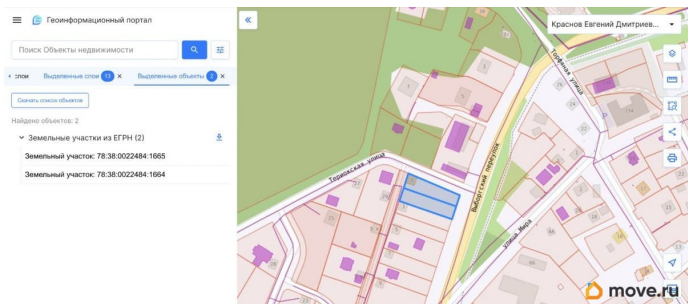 Геоинформационный портал
Поиск Объекты недвижимости
слои
Выделенные слои 13 ×
Выделенные объекты 2 ×
Скачать список объектов
Найдено объектов: 2
Земельные участки из ЕГРН (2)
Земельный участок: 78:38:0022484:1665
Земельный участок: 78:38:0022484:1664
Краснов Евгений Дмитриев...
Торфяная улица
Териокская улица
Выборгский переулок
улица Мира
move.ru